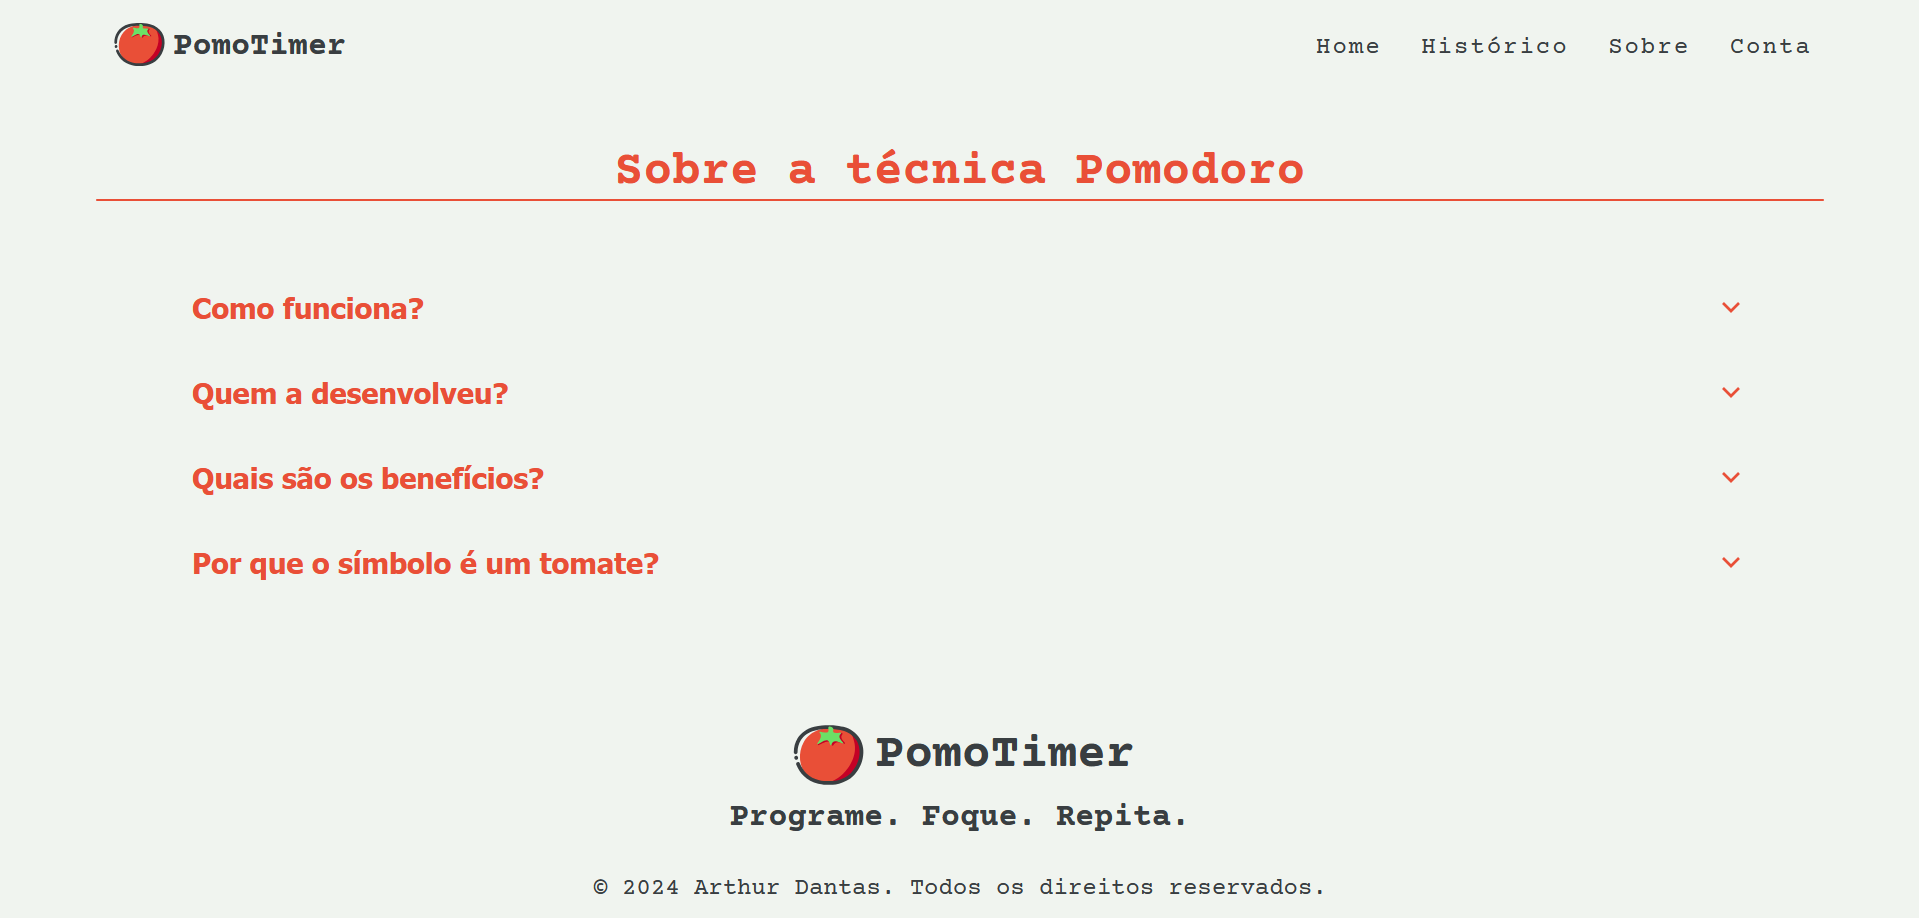 PomoTimer
Home Histórico Sobre Conta
Sobre a técnica Pomodoro
Como funciona?
Quem a desenvolveu?
Quais são os benefícios?
Por que o símbolo é um tomate?
PomoTimer
Programe. Foque. Repita.
© 2024 Arthur Dantas. Todos os direitos reservados.